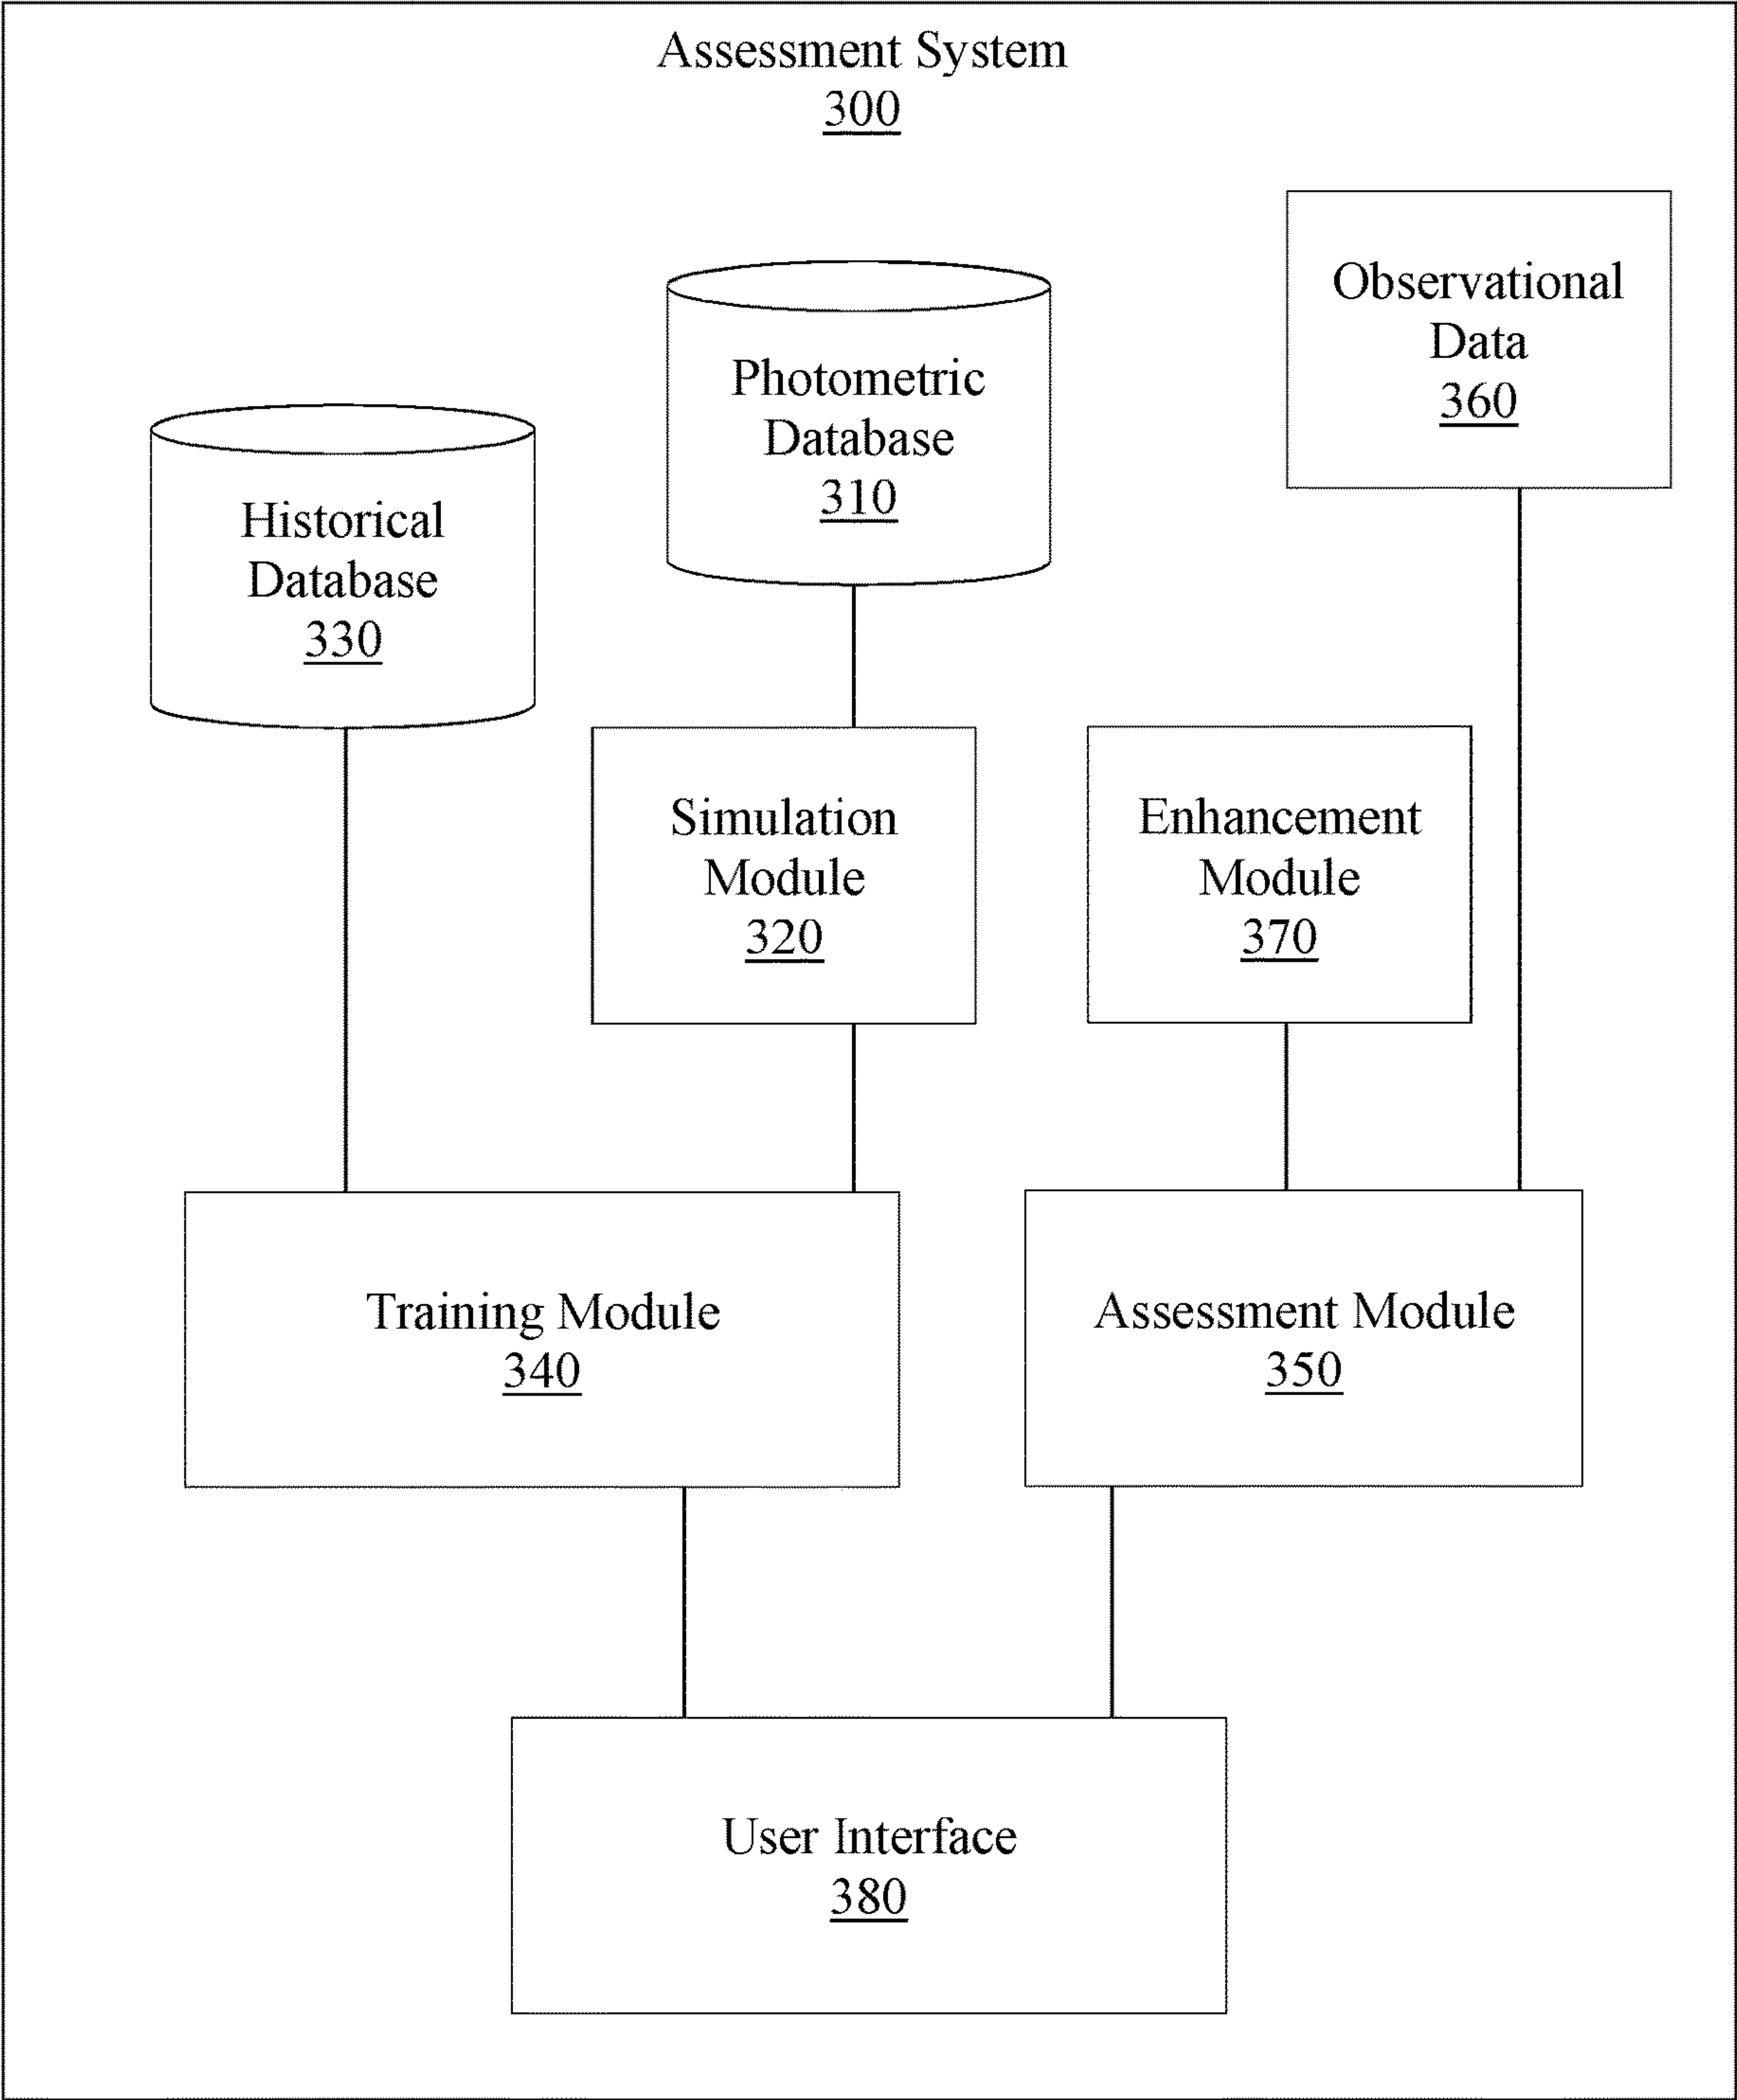 Assessment System
300
Observational
Data
360
Photometric
Database
310
Historical
Database
330
Simulation
Module
320
Enhancement
Module
370
Training Module
340
Assessment Module
350
User Interface
380